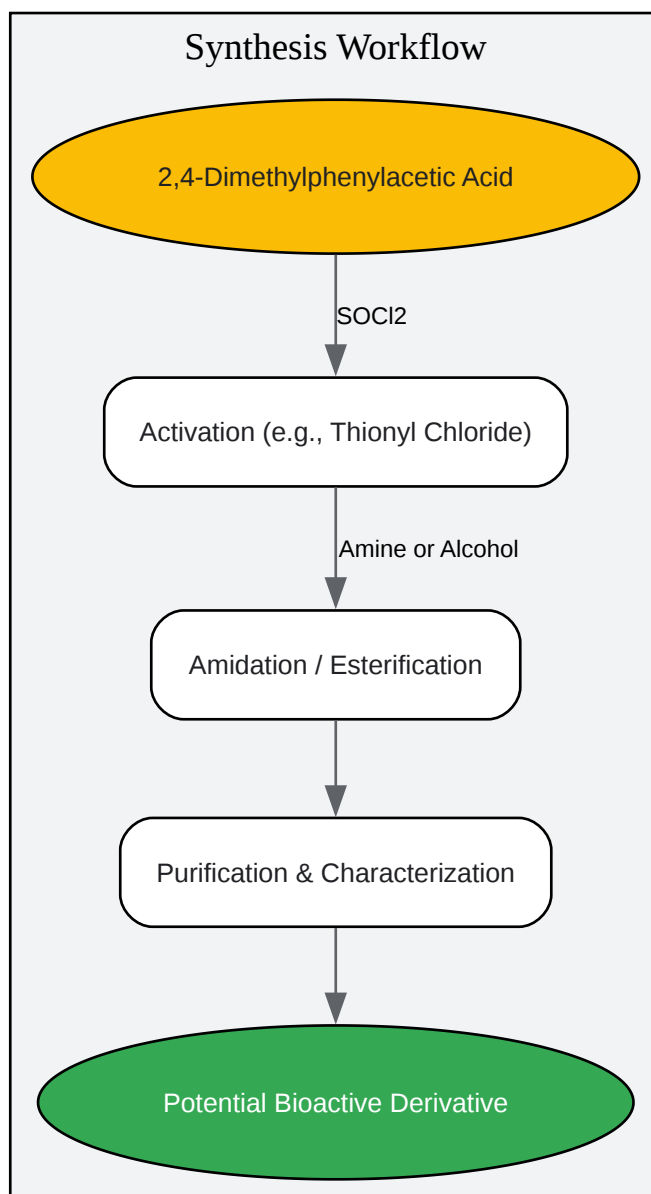 Synthesis Workflow
2,4-Dimethylphenylacetic Acid
SOCl2
Activation (e.g., Thionyl Chloride)
Amine or Alcohol
Amidation / Esterification
Purification & Characterization
Potential Bioactive Derivative